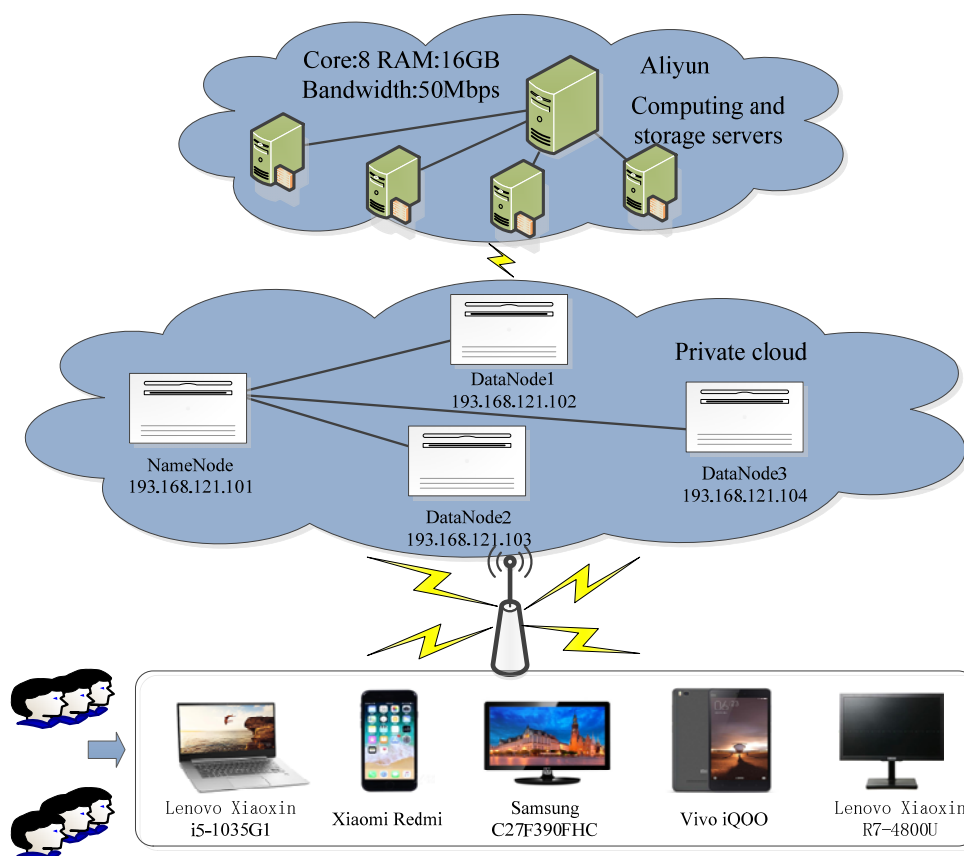 Core:8 RAM:16GB
Bandwidth:50Mbps
Aliyun
Computing and
storage servers
Private cloud
DataNode1
193.168.121.102
NameNode
193.168.121.101
DataNode3
193.168.121.104
DataNode2
193.168.121.103
Lenovo Xiaoxin
i5-1035G1
Xiaomi Redmi
Samsung
C27F390FHC
Vivo iQOO
Lenovo Xiaoxin
R7-4800U